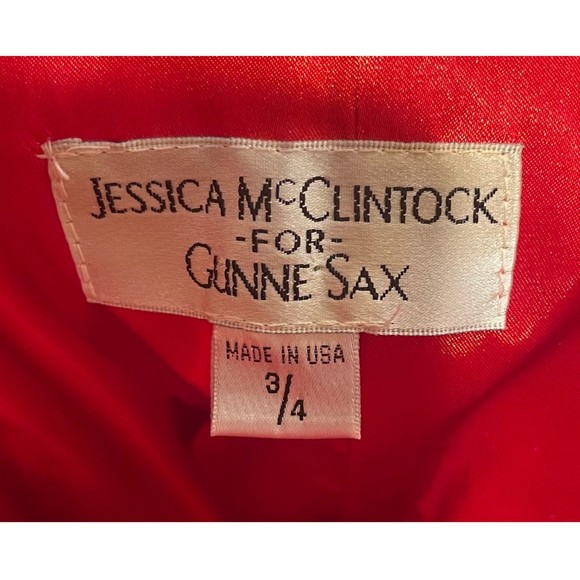 JESSICA McCLINTOCK
-FOR-
GUNNE SAX
MADE IN USA
3/4